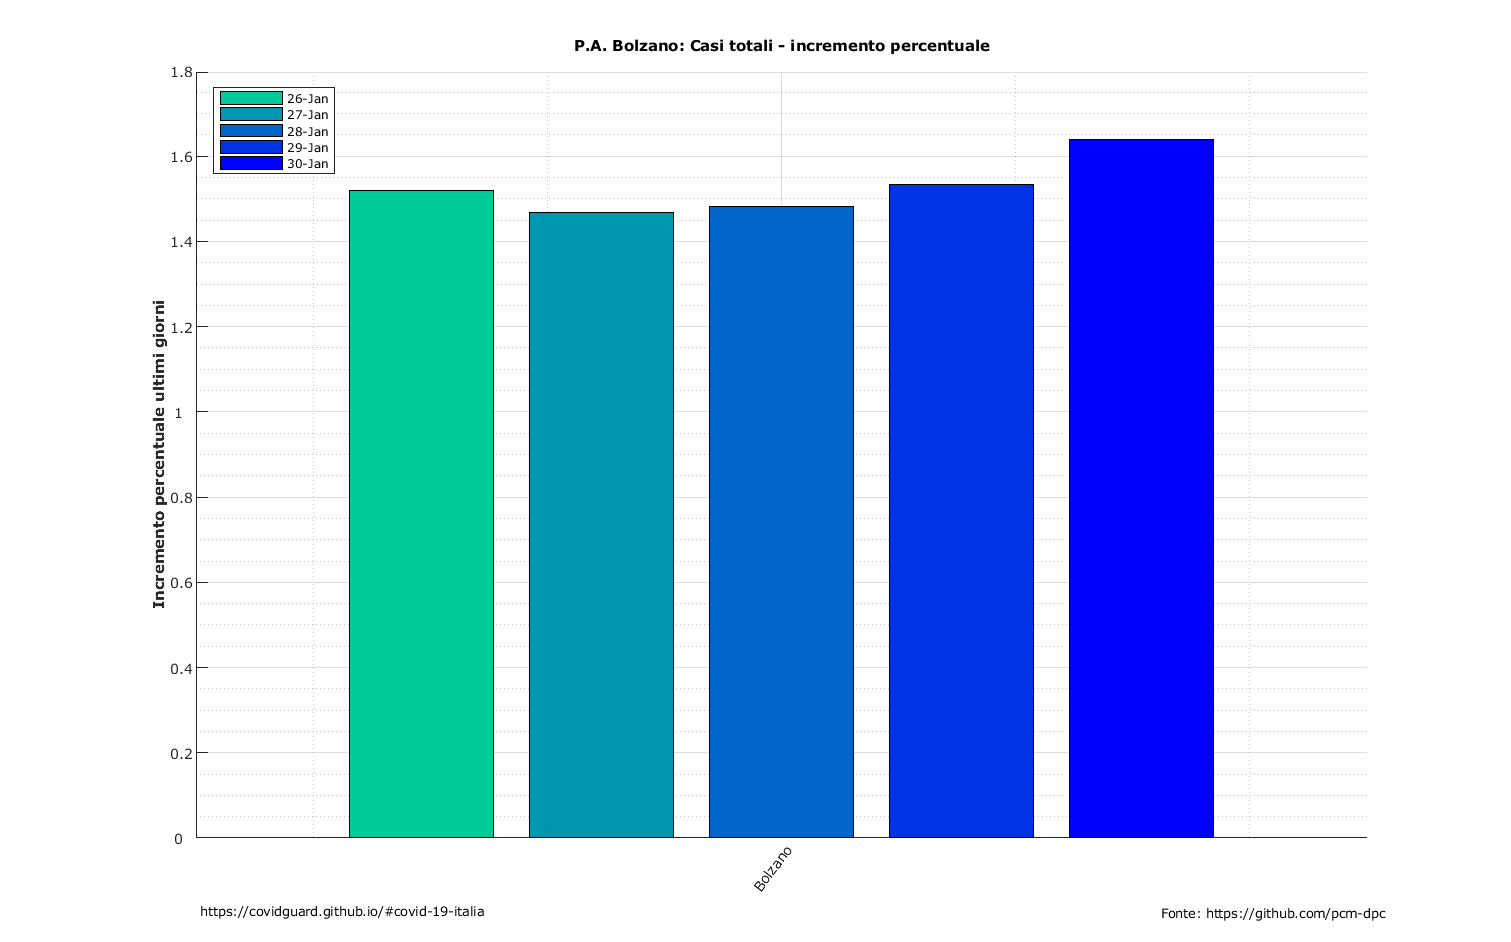 P.A. Bolzano: Casi totali - incremento percentuale
1.8
1.6
1.4
1.2
1
0.8
0.6
0.4
0.2
0
Incremento percentuale ultimi giorni
26-Jan
27-Jan
28-Jan
29-Jan
30-Jan
Bolzano
https://covidguard.github.io/#covid-19-italia
Fonte: https://github.com/pcm-dpc